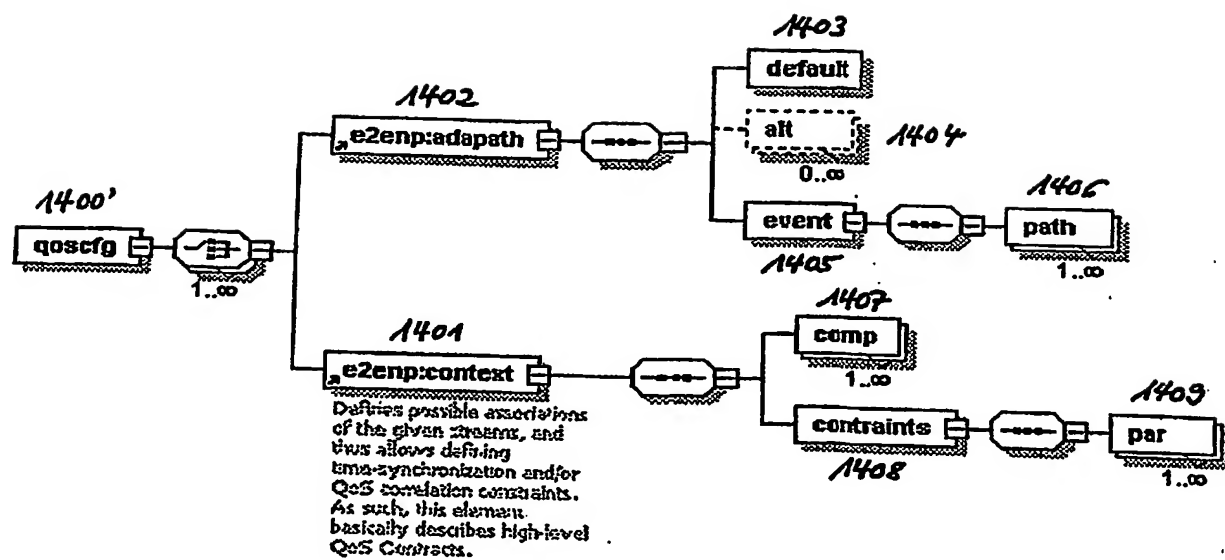 1403
default
1402
e2enp:adapath
alt
1404
0..∞
1400'
qoscfg
1..∞
event
1405
1406
path
1..∞
1407
comp
1..∞
1401
e2enp:context
Defines possible associations
of the given streams, and
thus allows defining
time-synchronization and/or
QoS correlation constraints.
As such, this element
basically describes high-level
QoS Contracts.
contraints
1408
1409
par
1..∞